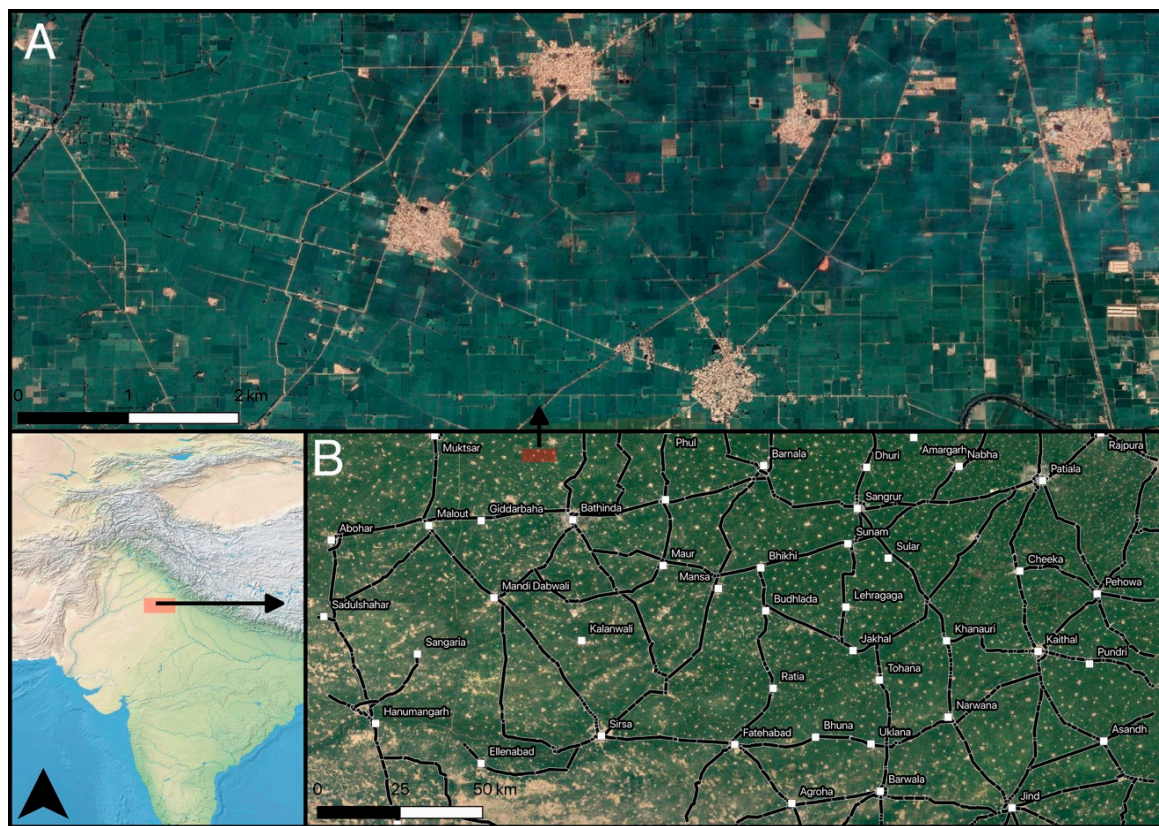 A
0 1 2 km
B
Muktsar
Phul
Barnala
Dhuri
Amargarh
Nabha
Rajpura
Patiala
Sangrur
Abohar
Malout
Giddarbaha
Bathinda
Sunam
Sular
Maur
Bhikhi
Cheeka
Mandi Dabwali
Mansa
Pehowa
Sadulshahar
Budhlada
Lehragaga
Kalanwali
Sangaria
Jakhal
Khanauri
Kaithal
Pundri
Ratia
Tohana
Hanumangarh
Sirsa
Fatehabad
Bhuna
Uklana
Narwana
Asandh
Ellenabad
0 25 50 km
Agroha
Barwala
Jind